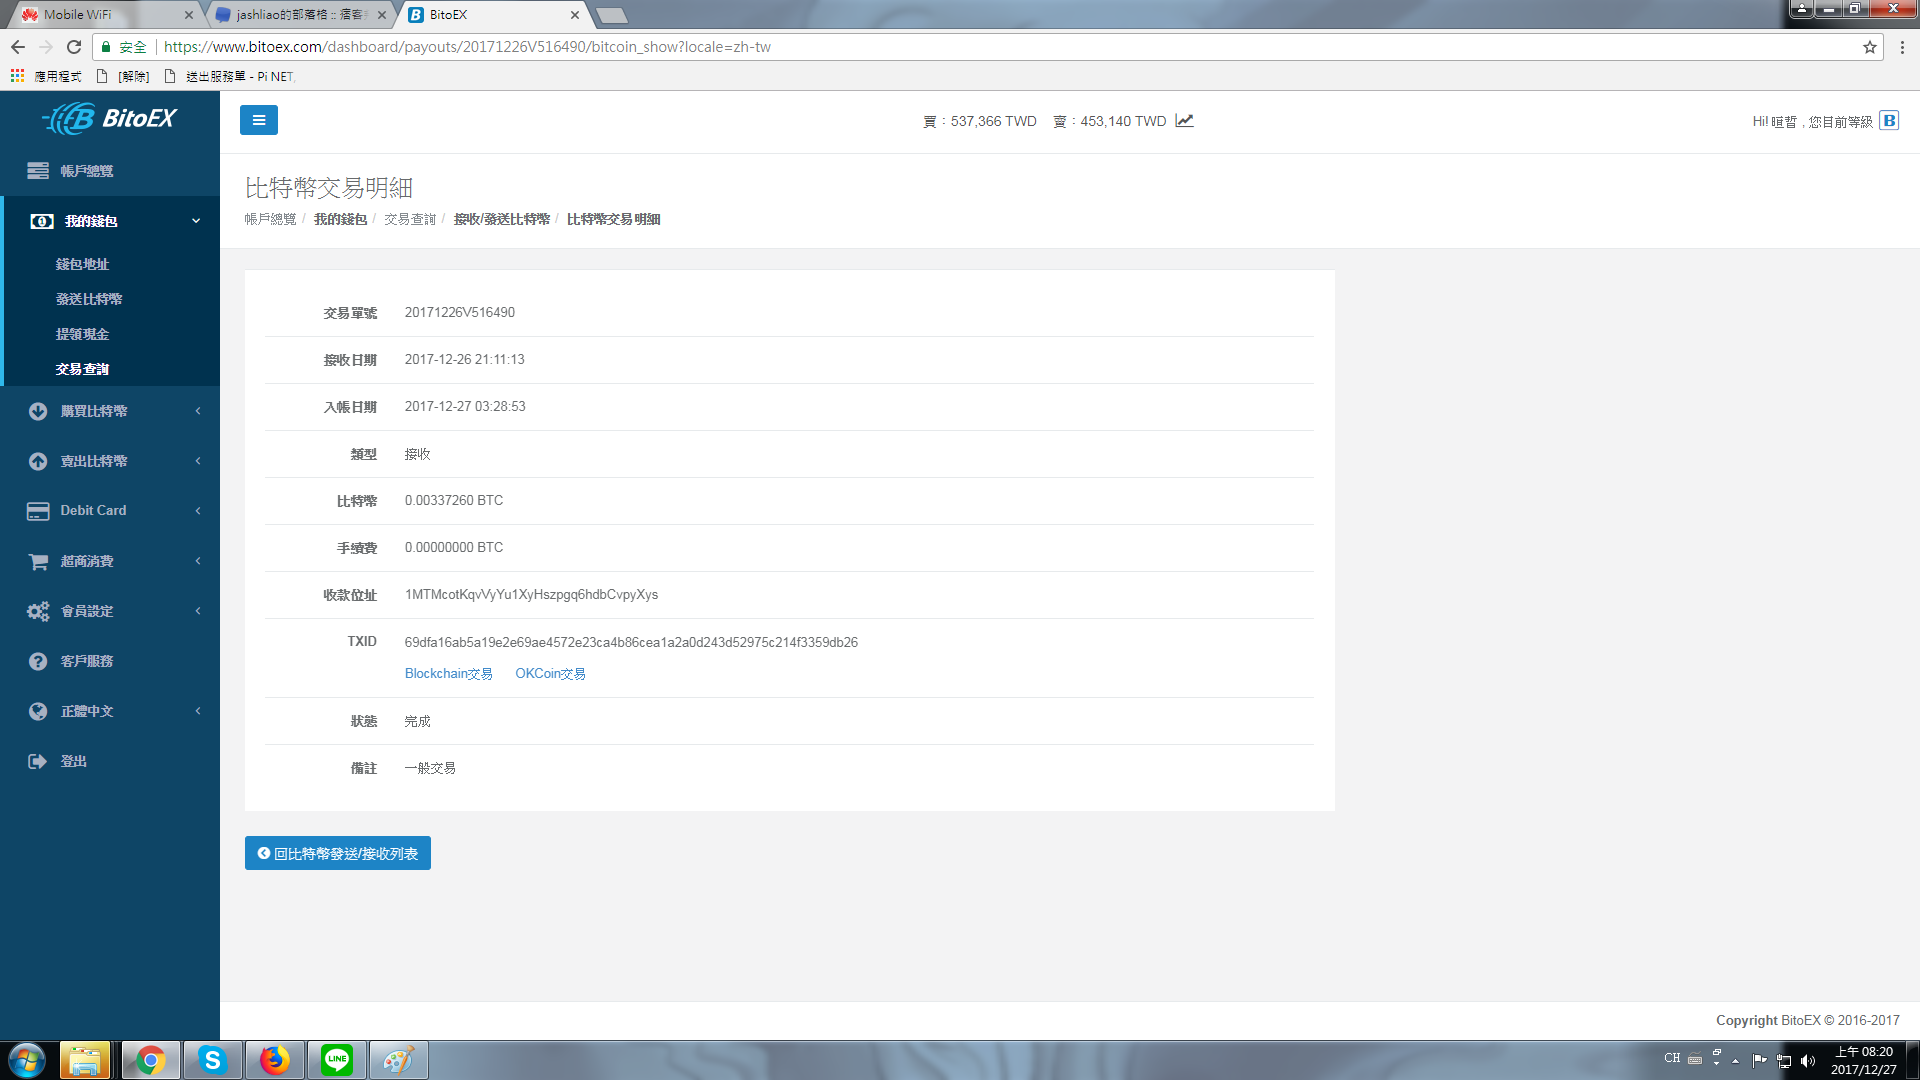 Mobile WiFi
jashliao的部落格 :: 痞客
BitoEX
安全 https://www.bitoex.com/dashboard/payouts/20171226V516490/bitcoin_show?locale=zh-tw
應用程式 [解除] 送出服務單 - Pi NET.
BitoEX
買：537,366 TWD 賣：453,140 TWD
Hi! 暄晢 , 您目前等級 B
帳戶總覽
我的錢包
錢包地址
發送比特幣
提領現金
交易查詢
購買比特幣
賣出比特幣
Debit Card
超商消費
會員設定
客戶服務
正體中文
登出
比特幣交易明細
帳戶總覽 / 我的錢包 / 交易查詢 / 接收/發送比特幣 / 比特幣交易明細
交易單號 20171226V516490
接收日期 2017-12-26 21:11:13
入帳日期 2017-12-27 03:28:53
類型 接收
比特幣 0.00337260 BTC
手續費 0.00000000 BTC
收款位址 1MTMcotKqvVyYu1XyHszpgq6hdbCvpyXys
TXID 69dfa16ab5a19e2e69ae4572e23ca4b86cea1a2a0d243d52975c214f3359db26
Blockchain交易 OKCoin交易
狀態 完成
備註 一般交易
回比特幣發送/接收列表
Copyright BitoEX © 2016-2017
LINE
CH
上午 08:20
2017/12/27